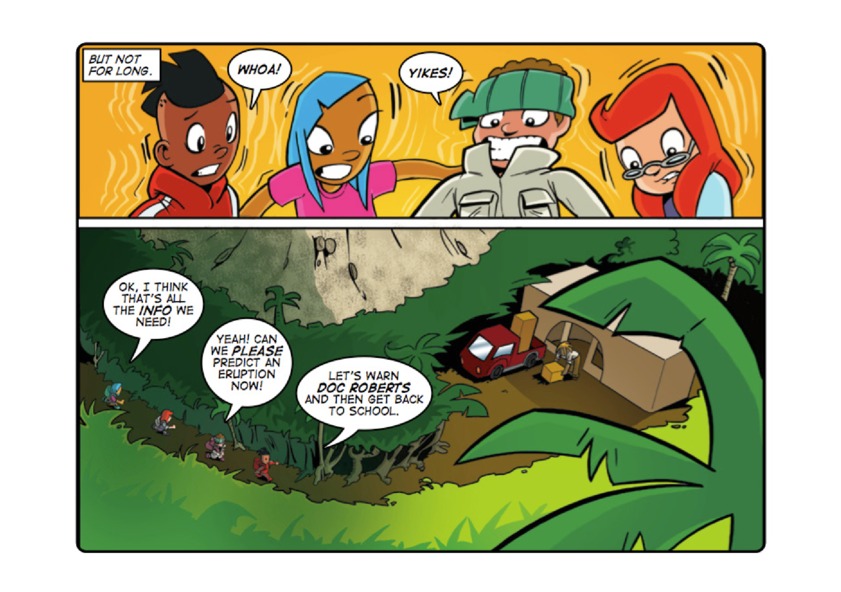 BUT NOT
FOR LONG.
WHOA!
YIKES!
OK, I THINK
THAT'S ALL
THE INFO WE
NEED!
YEAH! CAN
WE PLEASE
PREDICT AN
ERUPTION
NOW!
LET'S WARN
DOC ROBERTS
AND THEN GET BACK
TO SCHOOL.